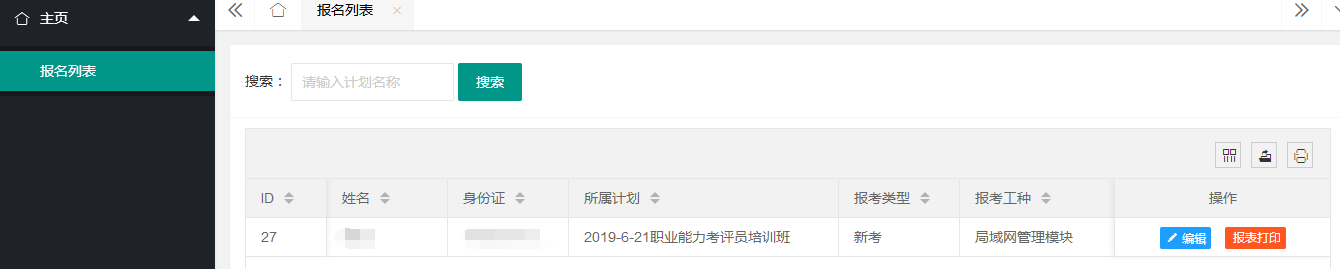 主页
报名列表
报名列表
搜索：
请输入计划名称
搜索
ID 姓名 身份证 所属计划 报考类型 报考工种 操作
27 2019-6-21职业能力考评员培训班 新考 局域网管理模块 编辑 报表打印